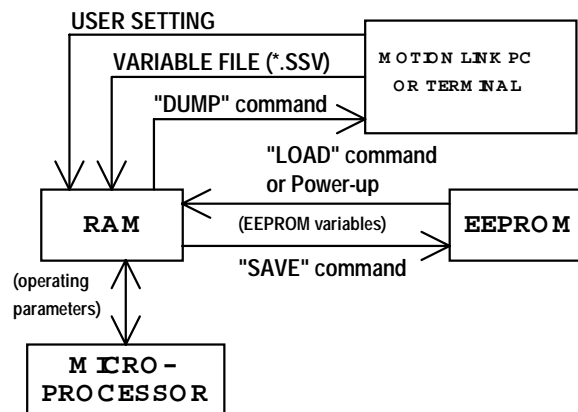 USER SETTING
VARIABLE FILE (*.SSV)
"DUMP" command
MOTION LINK PC
OR TERMINAL
"LOAD" command
or Power-up
RAM
(EEPROM variables)
EEPROM
"SAVE" command
(operating
parameters)
MICRO-
PROCESSOR